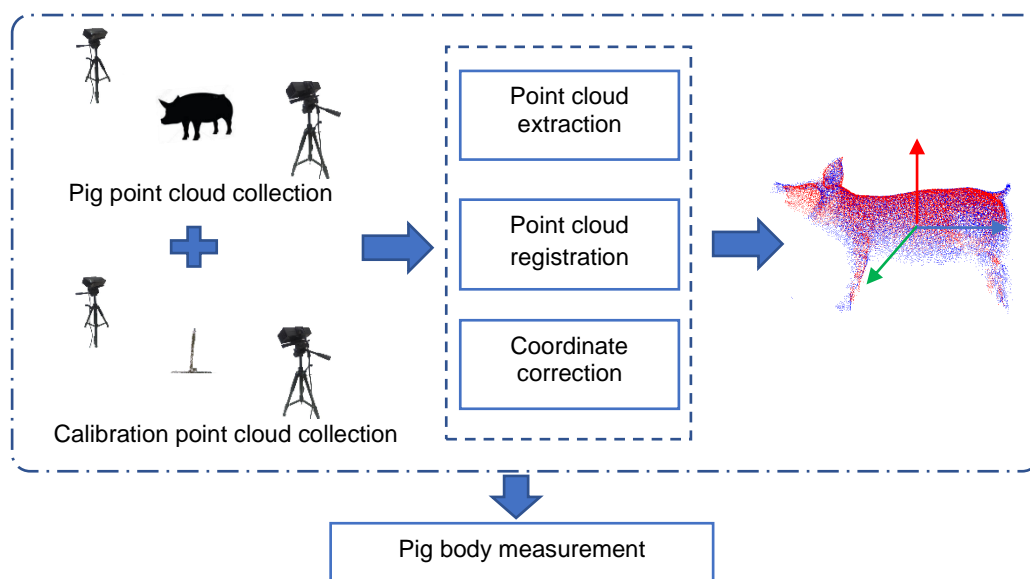 Pig point cloud collection
Calibration point cloud collection
Point cloud
extraction
Point cloud
registration
Coordinate
correction
Pig body measurement